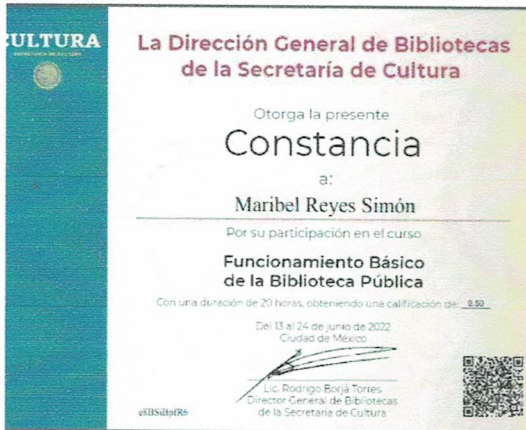 CULTURA
SECRETARÍA DE CULTURA
La Dirección General de Bibliotecas
de la Secretaría de Cultura
Otorga la presente
Constancia
a:
Maribel Reyes Simón
Por su participación en el curso
Funcionamiento Básico
de la Biblioteca Pública
Con una duración de 20 horas, obteniendo una calificación de: 9.50
Del 13 al 24 de junio de 2022
Ciudad de México
Lic. Rodrigo Borja Torres
Director General de Bibliotecas
de la Secretaría de Cultura